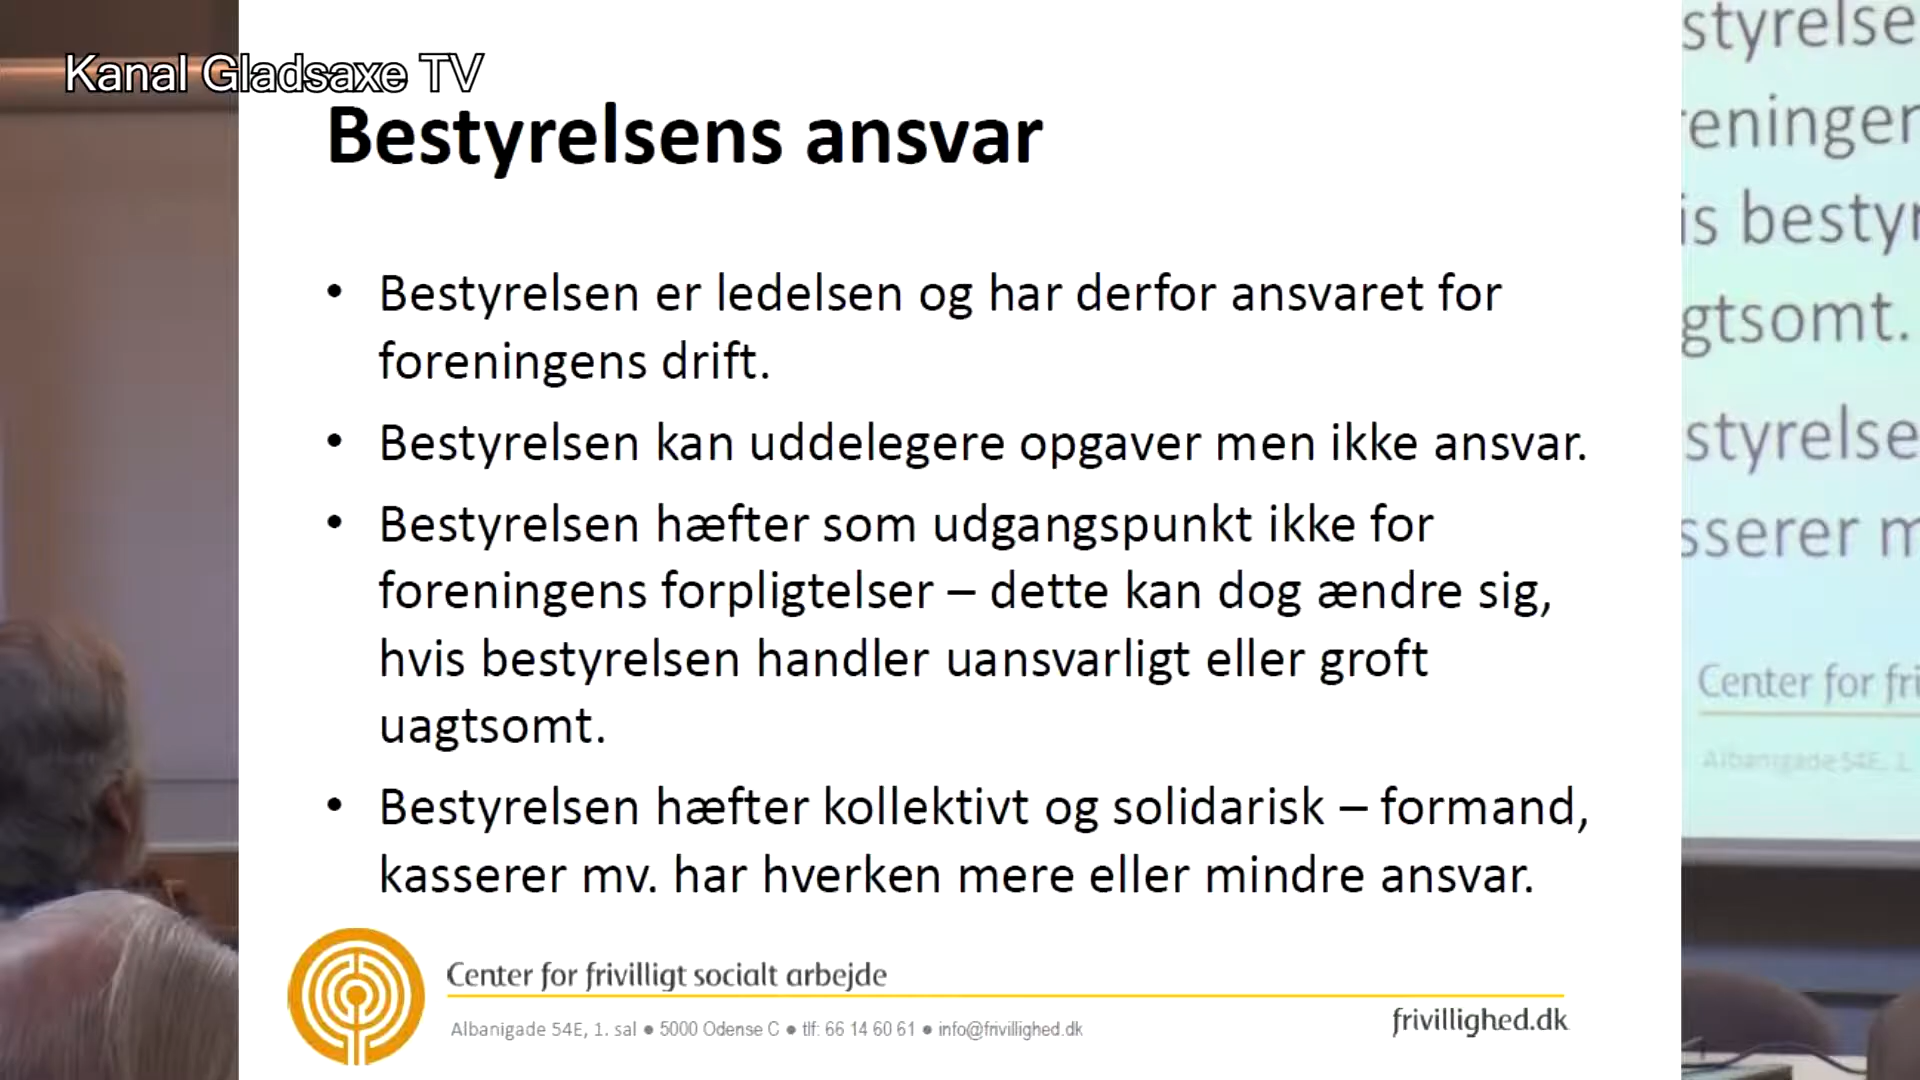 Kanal Gladsaxe TV
Bestyrelsens ansvar
• Bestyrelsen er ledelsen og har derfor ansvaret for
foreningens drift.
• Bestyrelsen kan uddelegere opgaver men ikke ansvar.
• Bestyrelsen hæfter som udgangspunkt ikke for
foreningens forpligtelser – dette kan dog ændre sig,
hvis bestyrelsen handler uansvarligt eller groft
uagtsomt.
• Bestyrelsen hæfter kollektivt og solidarisk – formand,
kasserer mv. har hverken mere eller mindre ansvar.
Center for frivilligt socialt arbejde
frivillighed.dk
Albanigade 54E, 1. sal ● 5000 Odense C ● tlf: 66 14 60 61 ● info@frivillighed.dk
styrelse
eninger
is bestyr
gtsomt.
styrelse
sserer m
Center for fri
Albanigade 54E, 1.